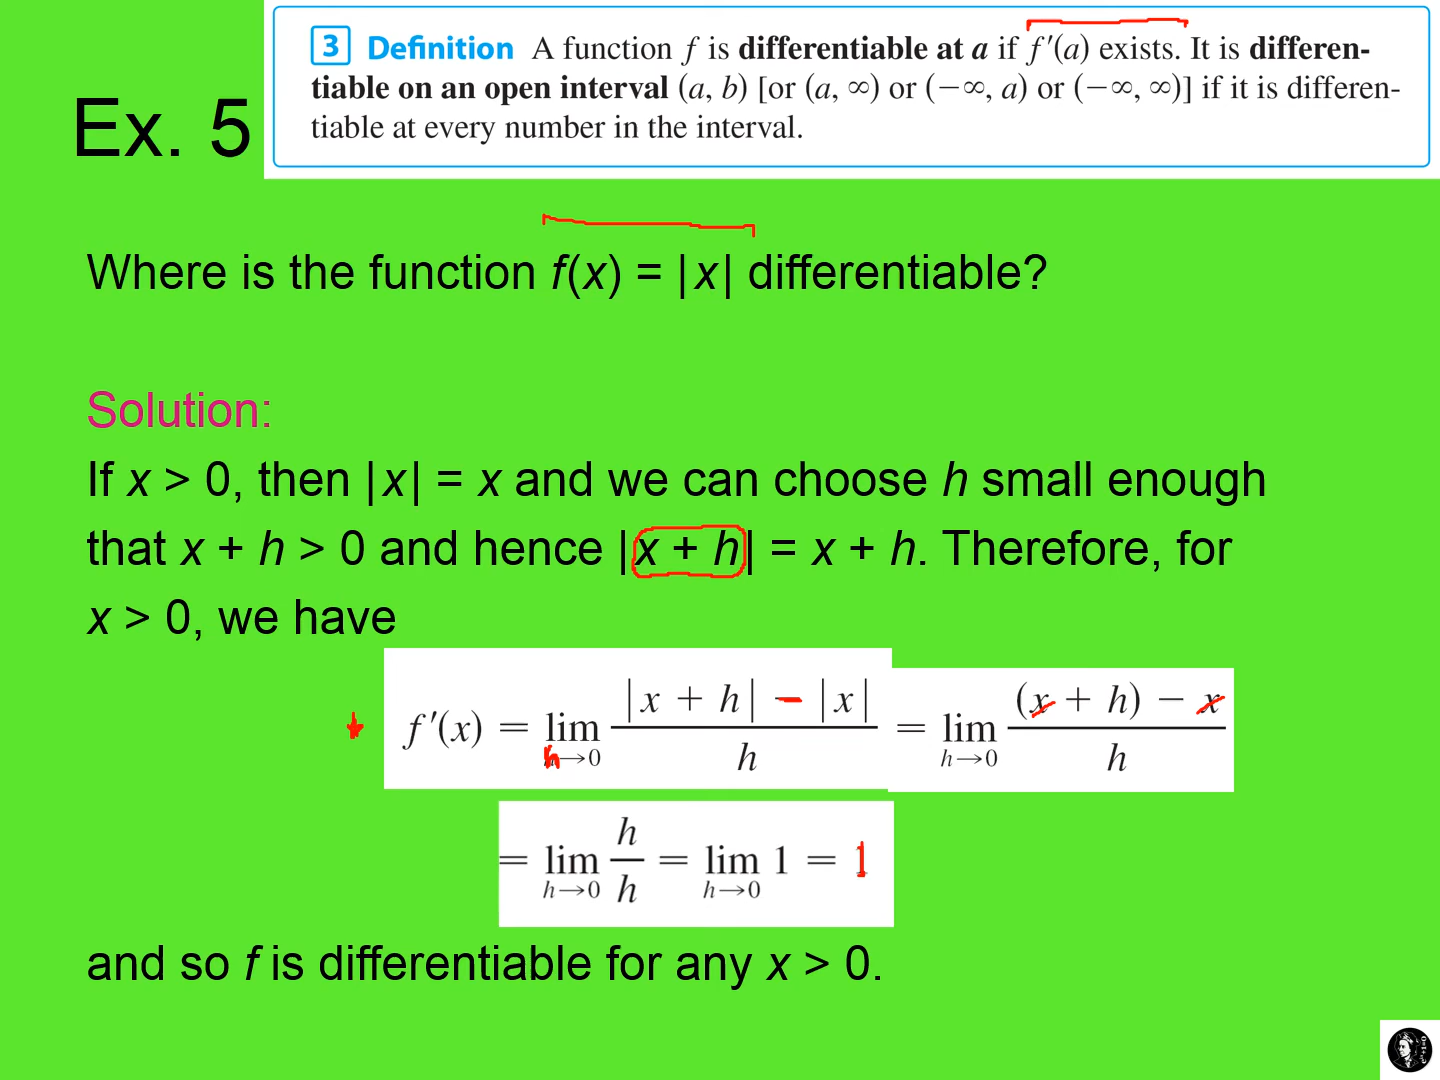 3 Definition A function f is differentiable at a if f′(a) exists. It is differen-
tiable on an open interval (a, b) [or (a, ∞) or (−∞, a) or (−∞, ∞)] if it is differen-
tiable at every number in the interval.
Ex. 5
Where is the function f(x) = |x| differentiable?
Solution:
If x > 0, then |x| = x and we can choose h small enough
that x + h > 0 and hence |x + h| = x + h. Therefore, for
x > 0, we have
f′(x) = lim h→0 (|x + h| − |x|)/h = lim h→0 ((x + h) − x)/h
= lim h→0 h/h = lim h→0 1 = 1
and so f is differentiable for any x > 0.